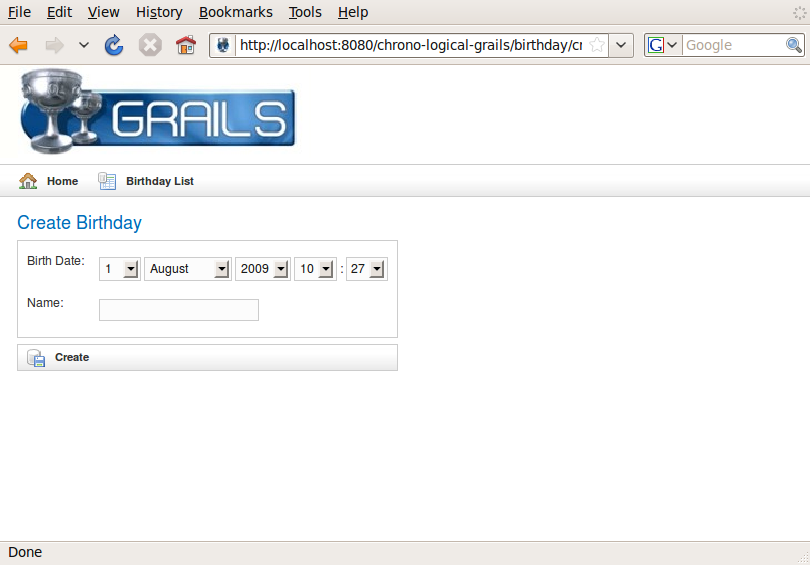 File Edit View History Bookmarks Tools Help
http://localhost:8080/chrono-logical-grails/birthday/cr
G Google
GRAILS
Home Birthday List
Create Birthday
Birth Date: 1 August 2009 10 : 27
Name:
Create
Done